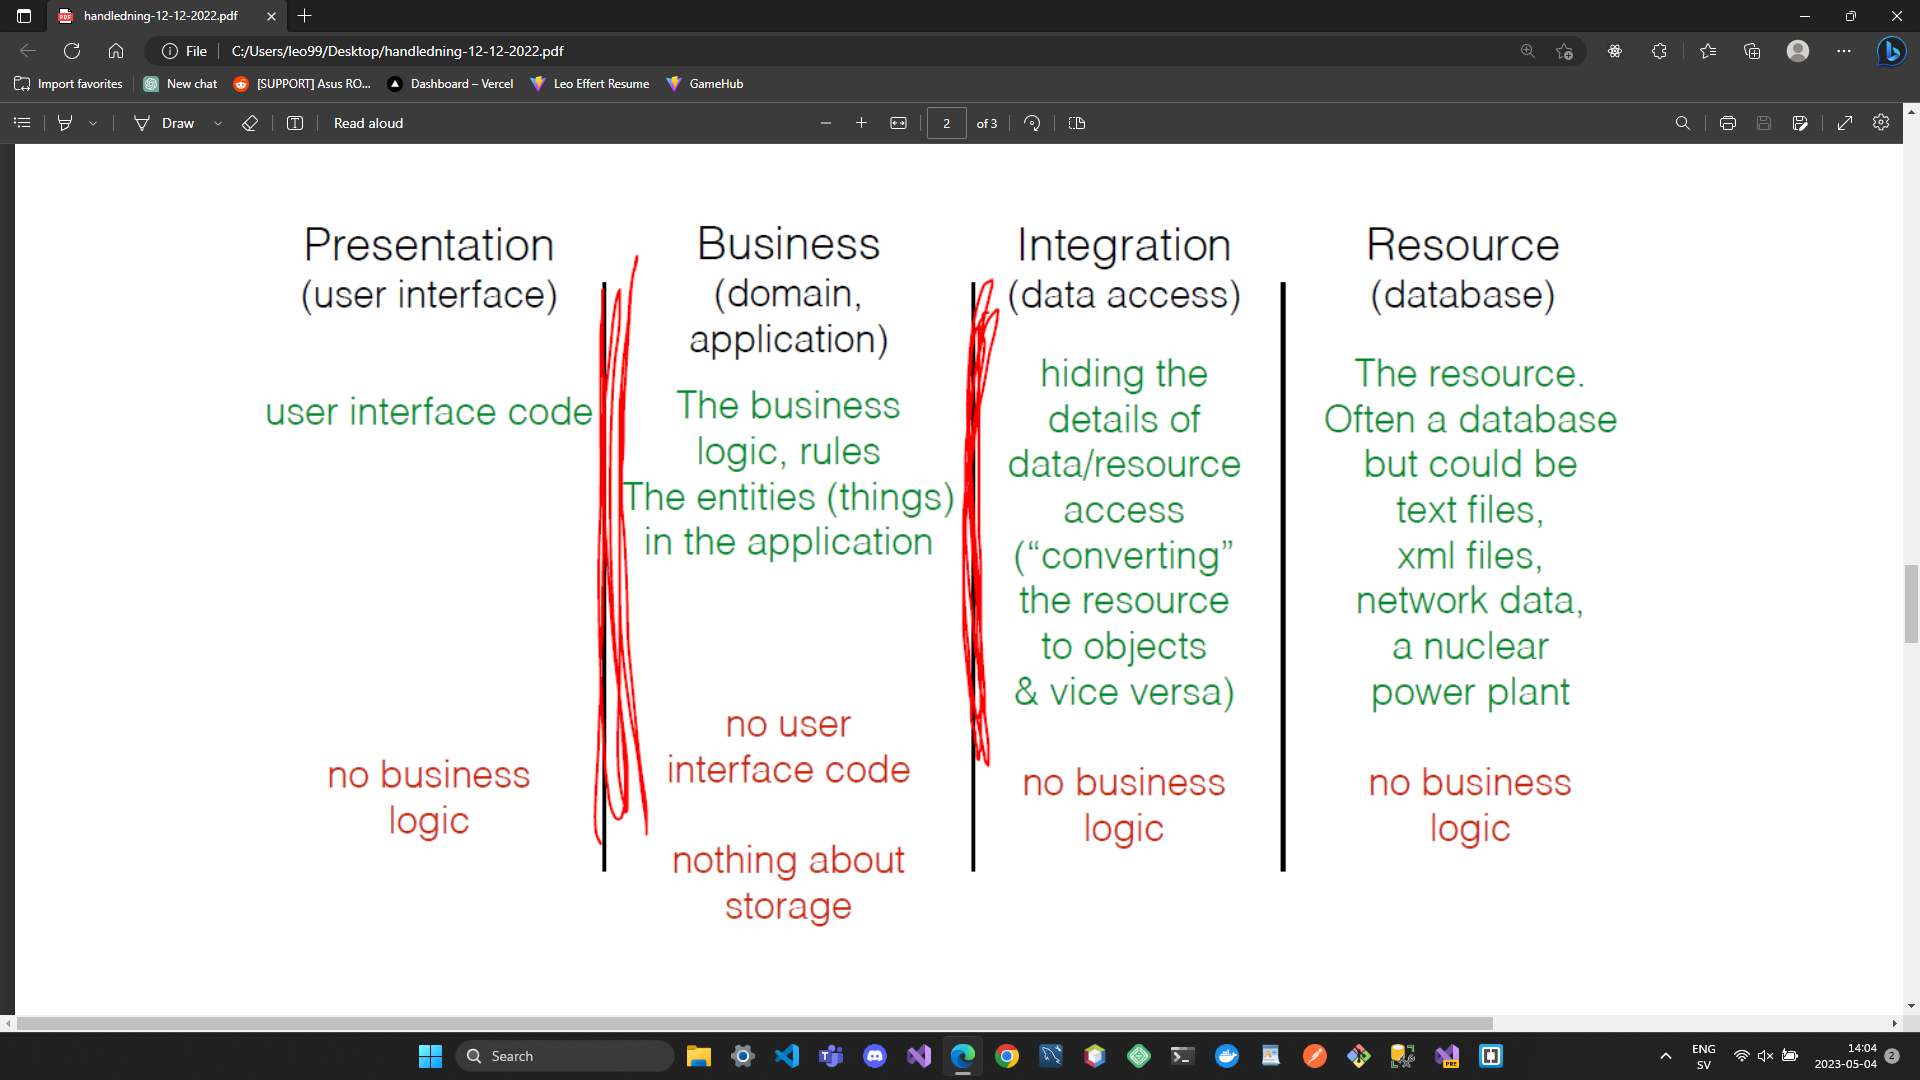 handledning-12-12-2022.pdf
File
C:/Users/leo99/Desktop/handledning-12-12-2022.pdf
Import favorites
New chat
[SUPPORT] Asus RO...
Dashboard – Vercel
Leo Effert Resume
GameHub
Draw
Read aloud
2
of 3
Presentation
(user interface)
user interface code
no business
logic
Business
(domain,
application)
The business
logic, rules
The entities (things)
in the application
no user
interface code
nothing about
storage
Integration
(data access)
hiding the
details of
data/resource
access
(“converting”
the resource
to objects
& vice versa)
no business
logic
Resource
(database)
The resource.
Often a database
but could be
text files,
xml files,
network data,
a nuclear
power plant
no business
logic
Search
ENG
SV
14:04
2023-05-04
2